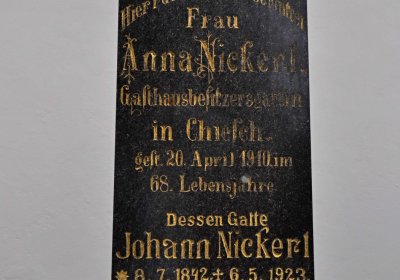 Hier
Frau
Anna Nickerl.
Gasthausbesitzersgattin
in Chiesch.
gest. 20. April 1910.im
68. Lebensjahre
Dessen Gatte
Johann Nickerl
* 8. 7. 1842 + 6. 5. 1923